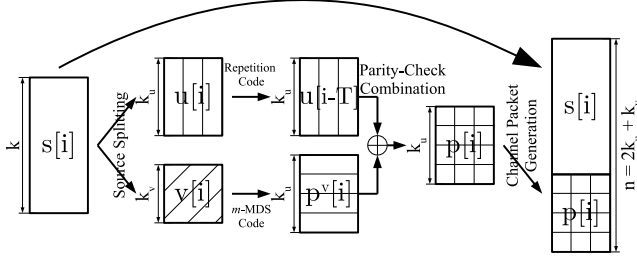 k
s[i]
Source Splitting
k_u
u[i]
Repetition
Code
k_u
u[i-T]
Parity-Check
Combination
k_v
v[i]
m-MDS
Code
k_u
p^v[i]
k_u
p[i]
Channel Packet
Generation
s[i]
p[i]
n = 2k_u + k_v